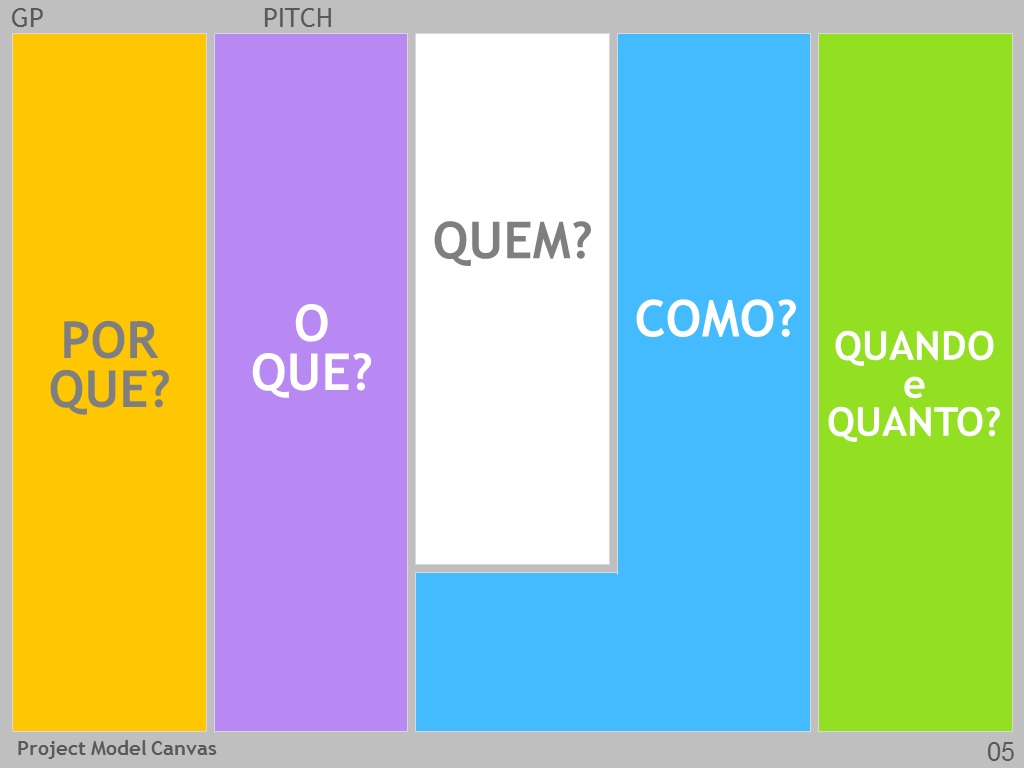 GP
PITCH
POR
QUE?
O
QUE?
QUEM?
COMO?
QUANDO
e
QUANTO?
Project Model Canvas
05